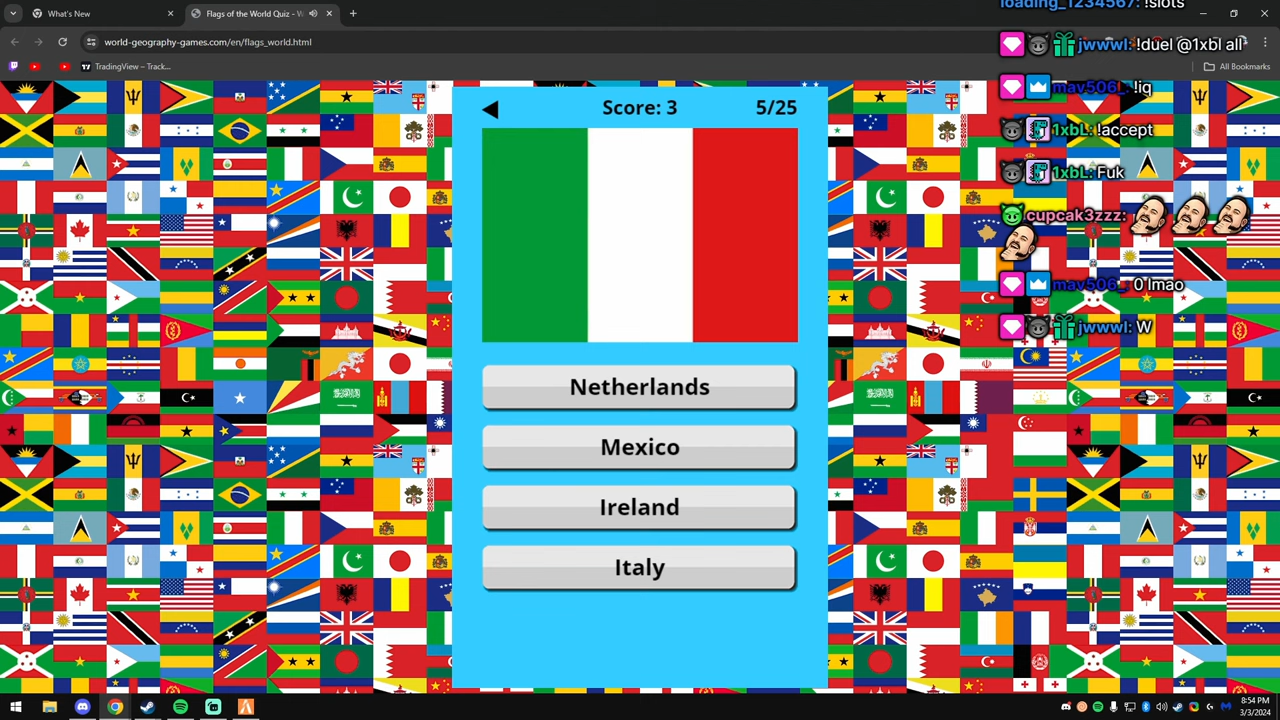 What's New
Flags of the World Quiz - W
world-geography-games.com/en/flags_world.html
TradingView – Track...
All Bookmarks
loading_1234567: !slots
jwwwl: !duel @1xbl all
mav506_: !iq
1xbL: !accept
1xbL: Fuk
cupcak3zzz:
mav506_: 0 lmao
jwwwl: W
Score: 3
5/25
Netherlands
Mexico
Ireland
Italy
8:54 PM
3/3/2024